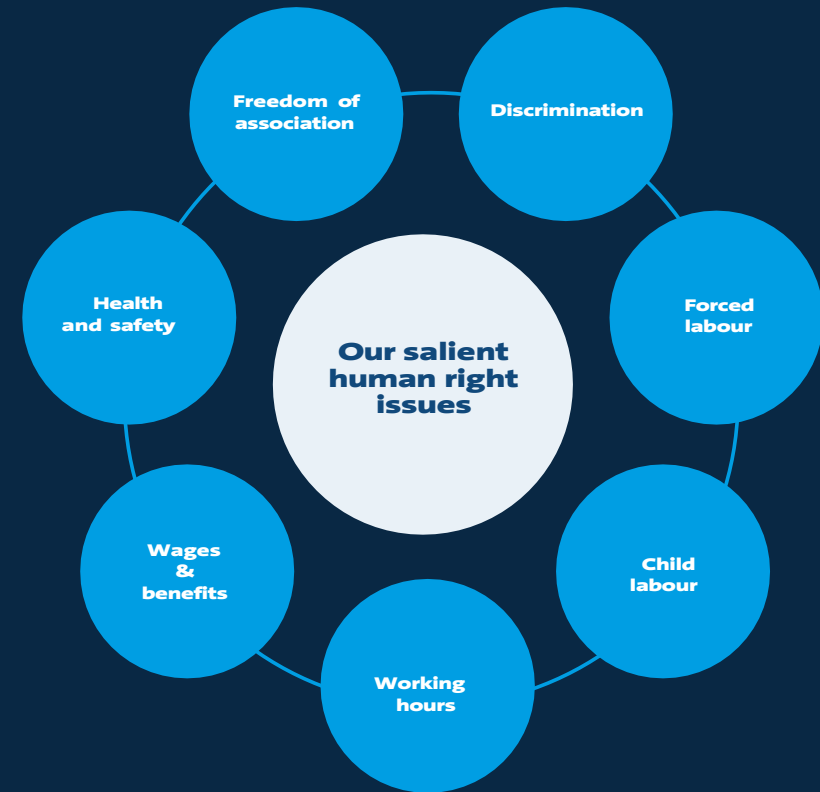 Freedom of
association
Discrimination
Health
and safety
Forced
labour
Our salient
human right
issues
Wages
&
benefits
Child
labour
Working
hours